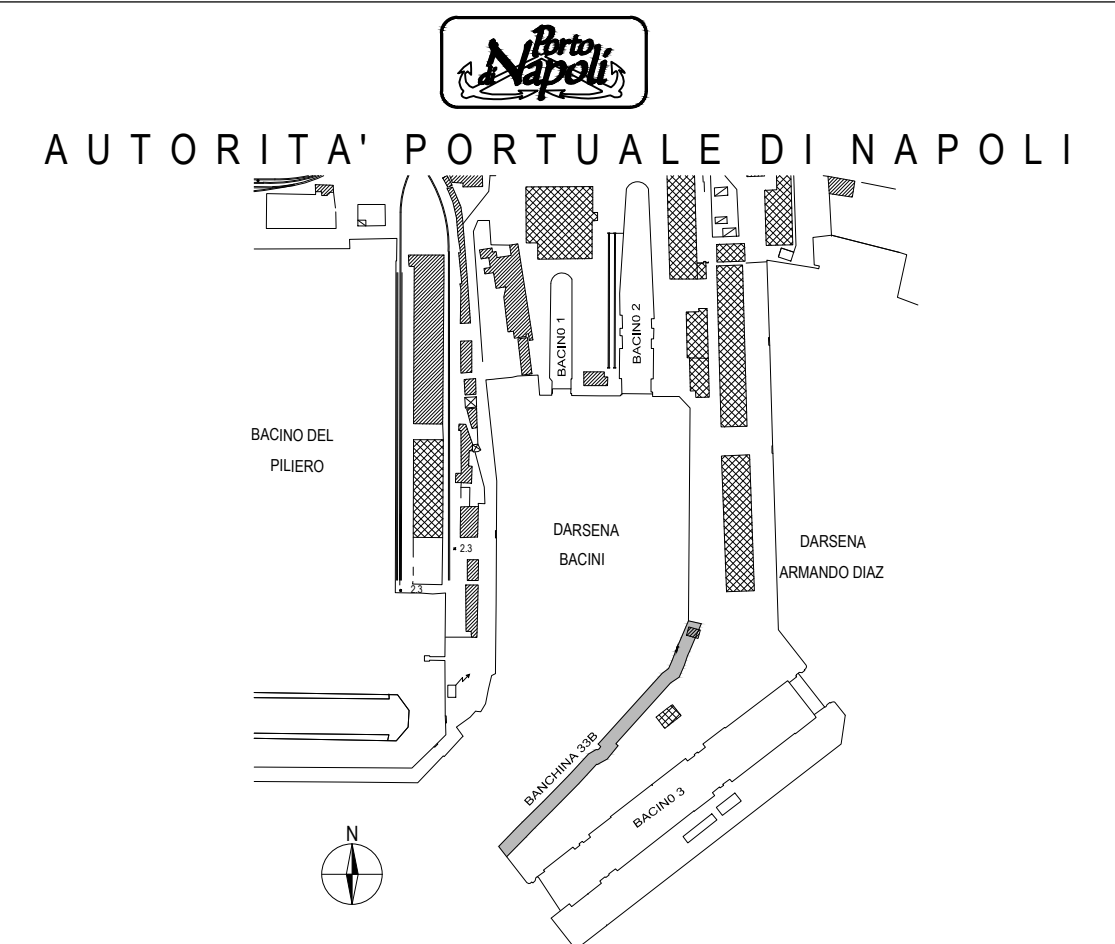 Porto
di Napoli
AUTORITA' PORTUALE DI NAPOLI
BACINO 1
BACINO 2
BACINO DEL
PILIERO
DARSENA
BACINI
DARSENA
ARMANDO DIAZ
2.3
2.3
BANCHINA 33B
BACINO 3
N